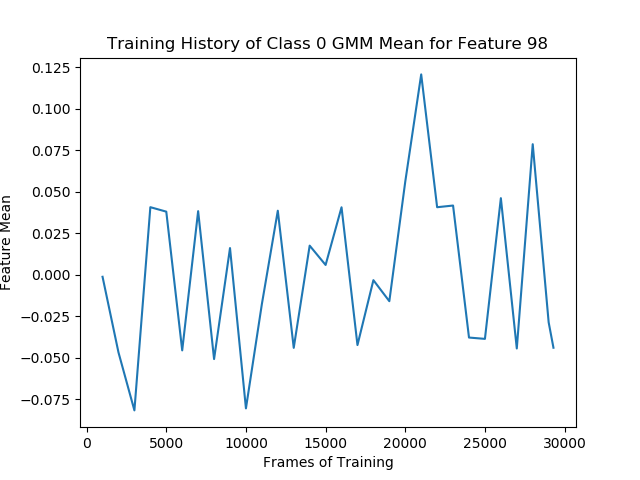 Training History of Class 0 GMM Mean for Feature 98
0.125
0.100
0.075
0.050
0.025
0.000
−0.025
−0.050
−0.075
Feature Mean
0 5000 10000 15000 20000 25000 30000
Frames of Training